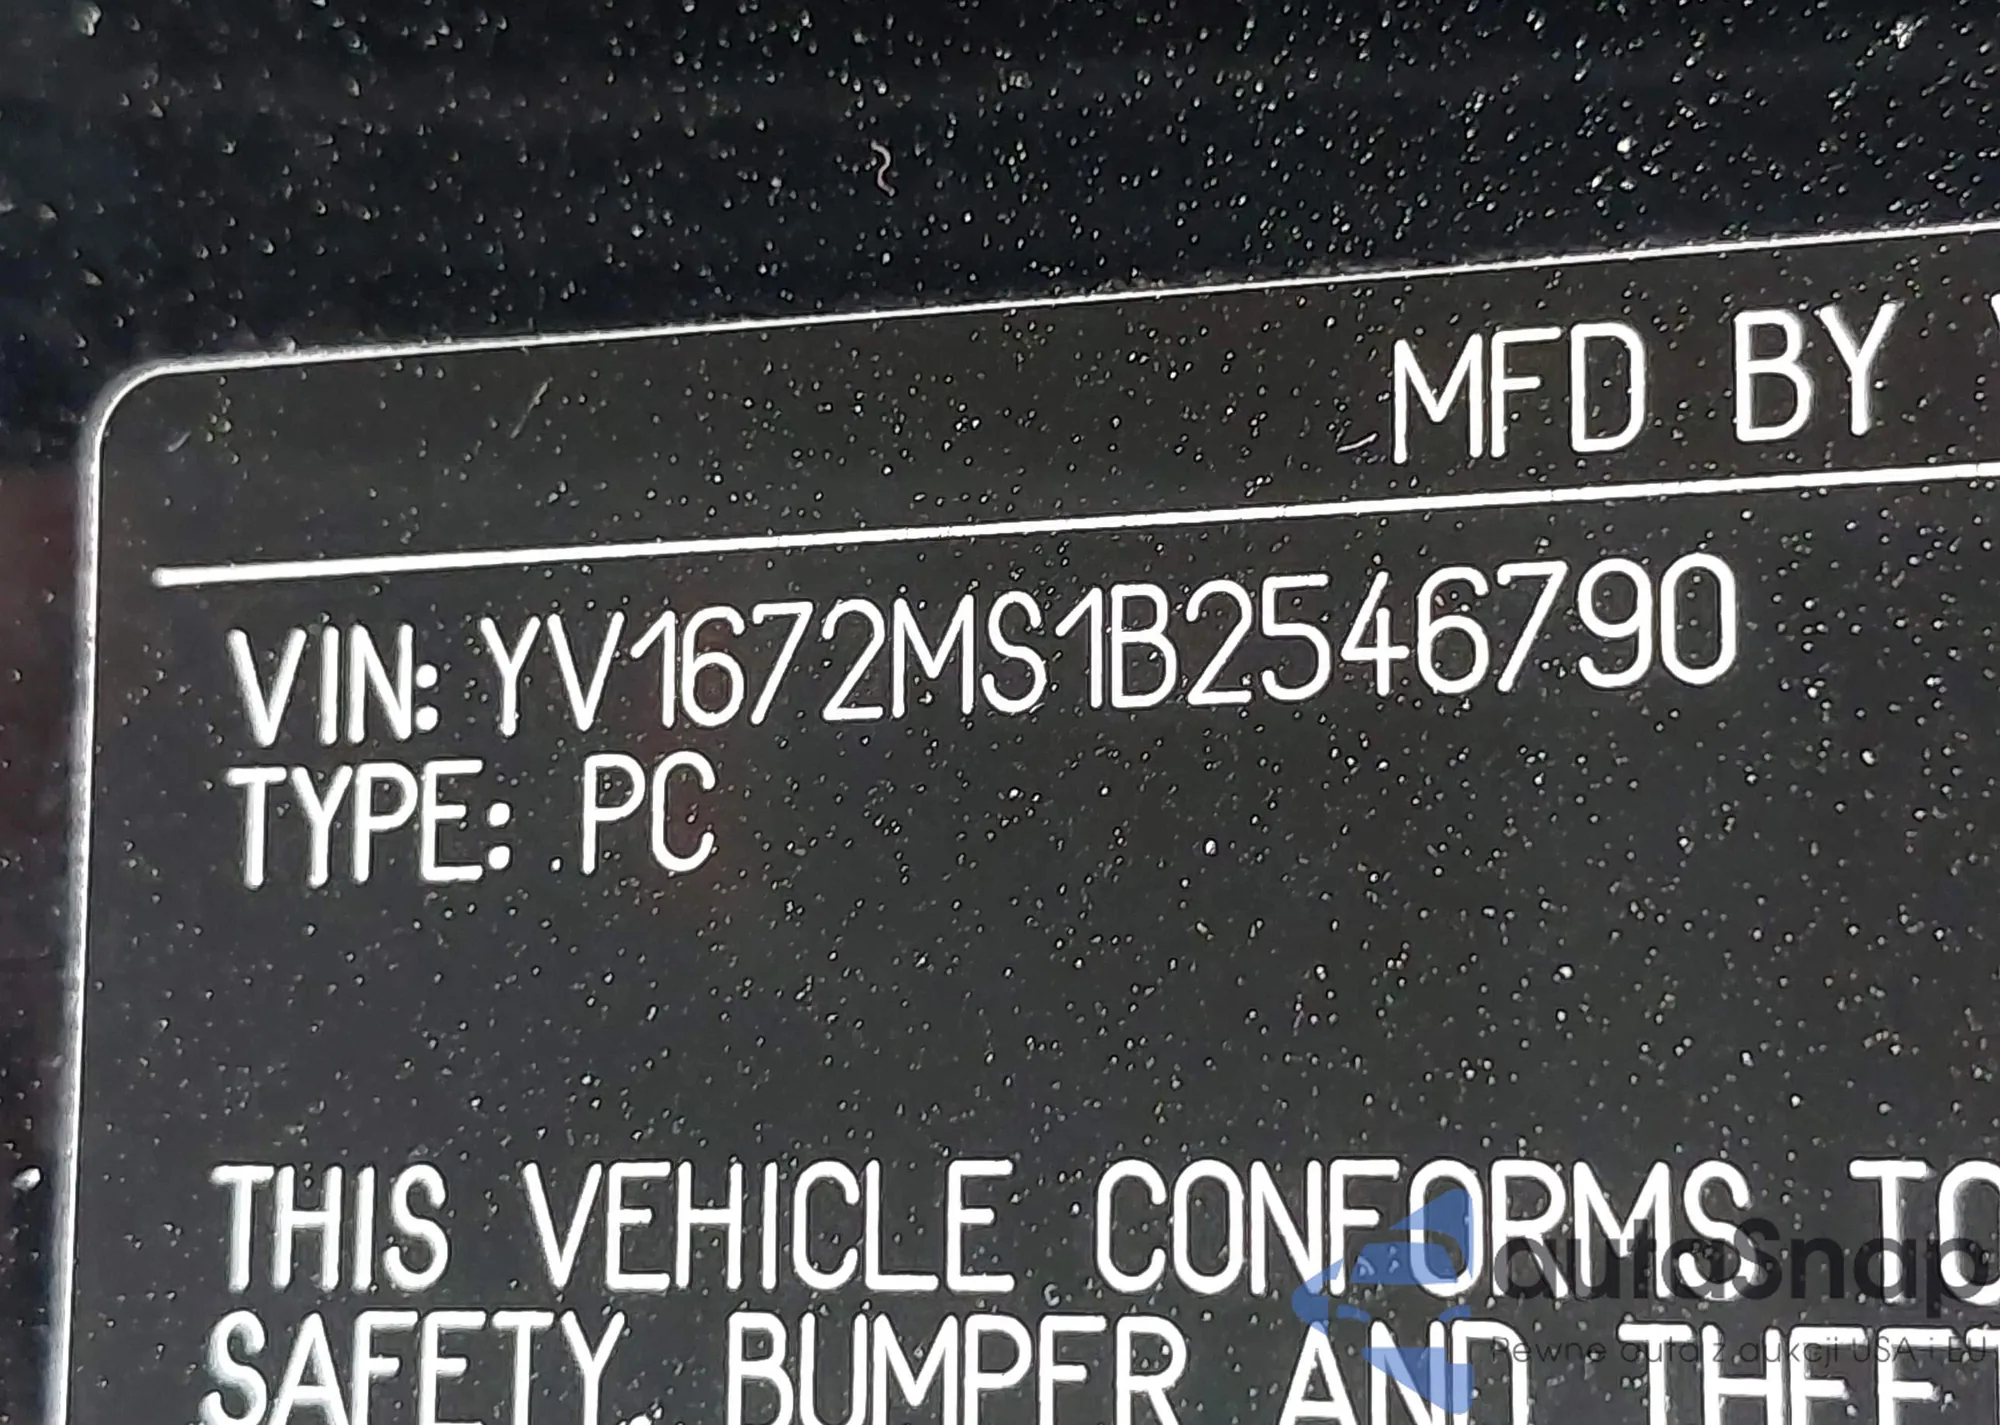 MFD BY
VIN: YV1672MS1B2546790
TYPE: PC
THIS VEHICLE CONFORMS TO
SAFETY, BUMPER AND THEFT
autaSnap
Pewne auta z aukcji USA i EU